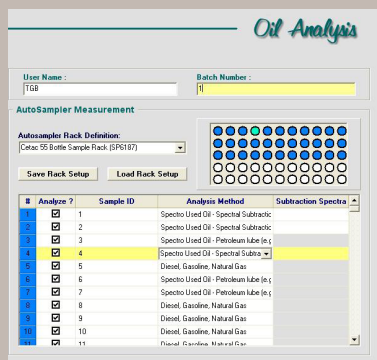 Oil Analysis
User Name :
Batch Number :
TGB
1
AutoSampler Measurement
Autosampler Rack Definition:
Cetac 55 Bottle Sample Rack (SP6187)
Save Rack Setup
Load Rack Setup
# Analyze ? Sample ID Analysis Method Subtraction Spectra
1 1 Spectro Used Oil - Spectral Subtractic
2 2 Spectro Used Oil - Spectral Subtractic
3 3 Spectro Used Oil - Petroleum lube (e.g
4 4 Spectro Used Oil - Spectral Subtra
5 5 Diesel, Gasoline, Natural Gas
6 6 Spectro Used Oil - Petroleum lube (e.g
7 7 Spectro Used Oil - Petroleum lube (e.g
8 8 Diesel, Gasoline, Natural Gas
9 9 Diesel, Gasoline, Natural Gas
10 10 Diesel, Gasoline, Natural Gas
11 11 Diesel, Gasoline, Natural Gas